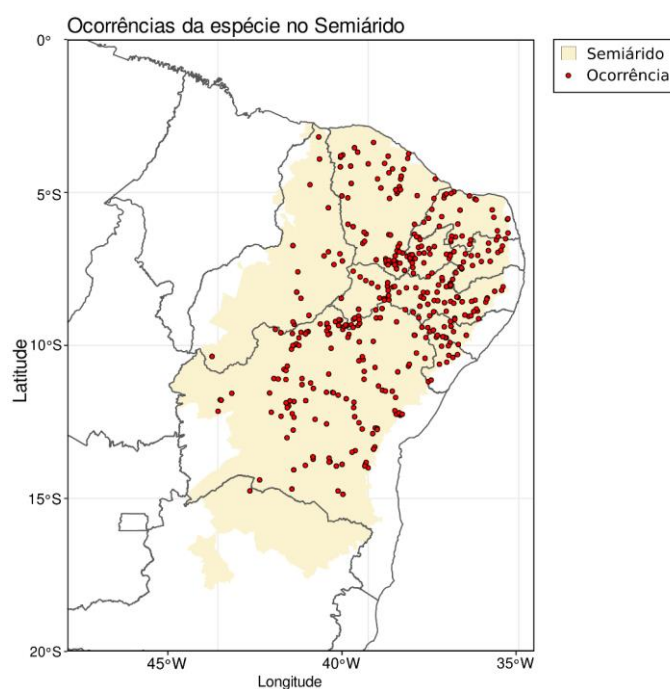 Ocorrências da espécie no Semiárido
Semiárido
Ocorrência
0°
5°S
10°S
15°S
20°S
Latitude
45°W
40°W
35°W
Longitude